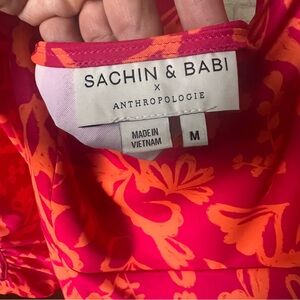 SACHIN & BABI
X
ANTHROPOLOGIE
MADE IN
VIETNAM
M